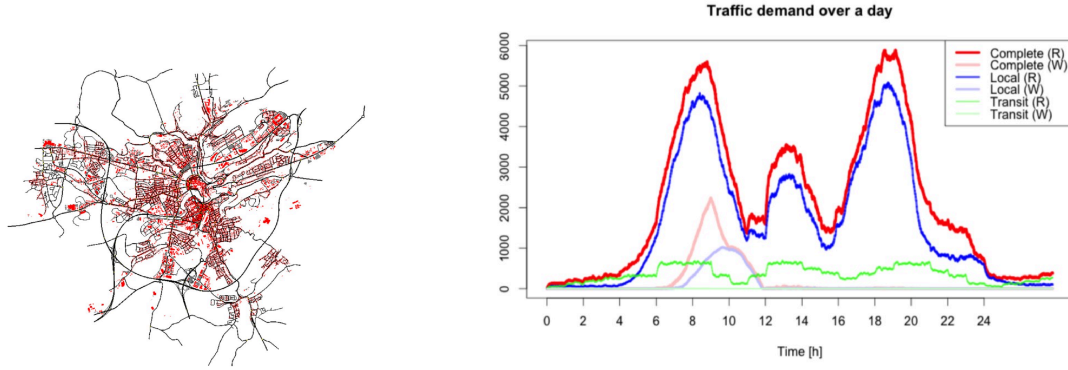 Traffic demand over a day
6000
5000
4000
3000
2000
1000
0
Complete (R)
Complete (W)
Local (R)
Local (W)
Transit (R)
Transit (W)
0 2 4 6 8 10 12 14 16 18 20 22 24
Time [h]